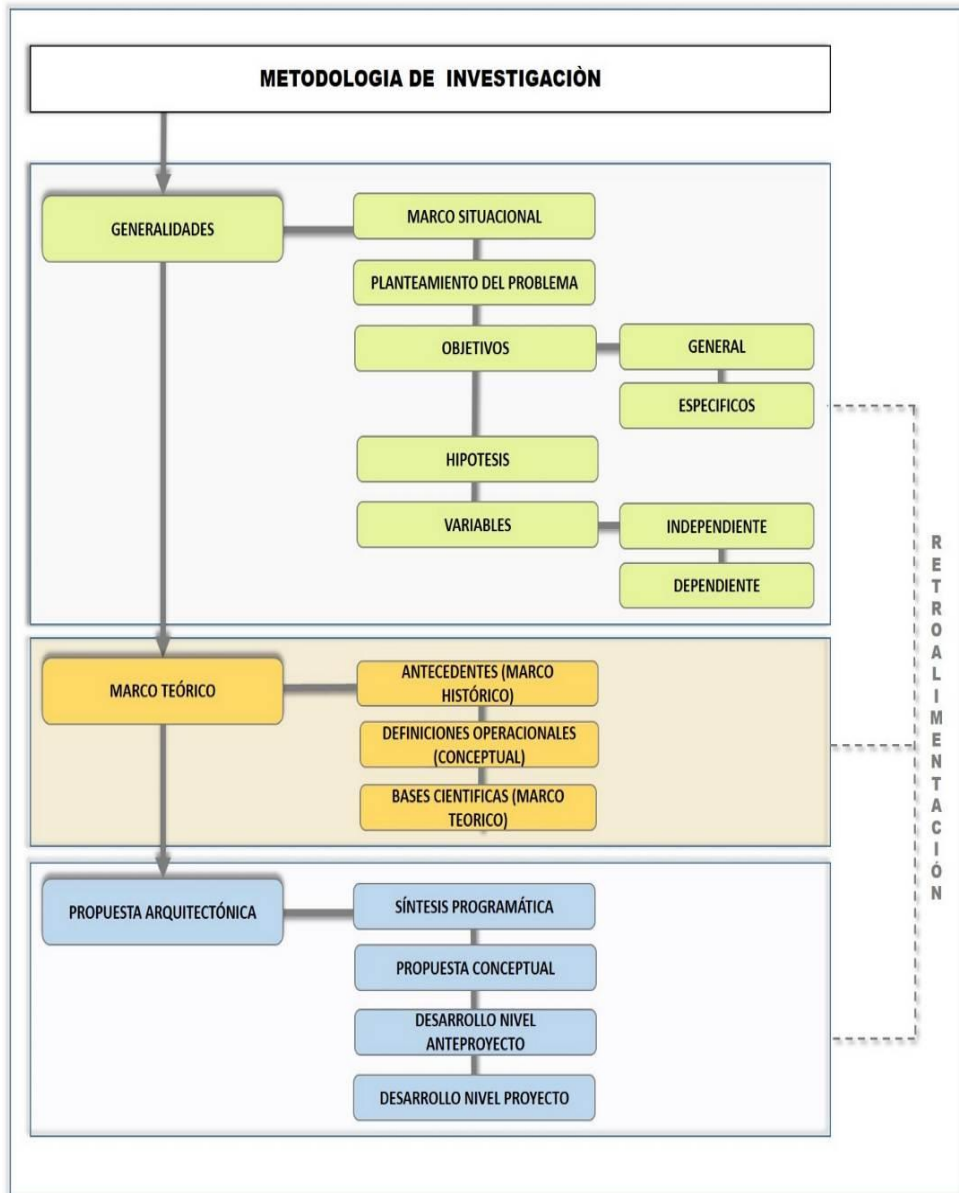 METODOLOGIA DE INVESTIGACIÒN
GENERALIDADES
MARCO SITUACIONAL
PLANTEAMIENTO DEL PROBLEMA
OBJETIVOS
GENERAL
ESPECIFICOS
HIPOTESIS
VARIABLES
INDEPENDIENTE
DEPENDIENTE
MARCO TEÓRICO
ANTECEDENTES (MARCO
HISTÓRICO)
DEFINICIONES OPERACIONALES
(CONCEPTUAL)
BASES CIENTIFICAS (MARCO
TEORICO)
PROPUESTA ARQUITECTÓNICA
SÍNTESIS PROGRAMÁTICA
PROPUESTA CONCEPTUAL
DESARROLLO NIVEL
ANTEPROYECTO
DESARROLLO NIVEL PROYECTO
RETROALIMENTACIÓN